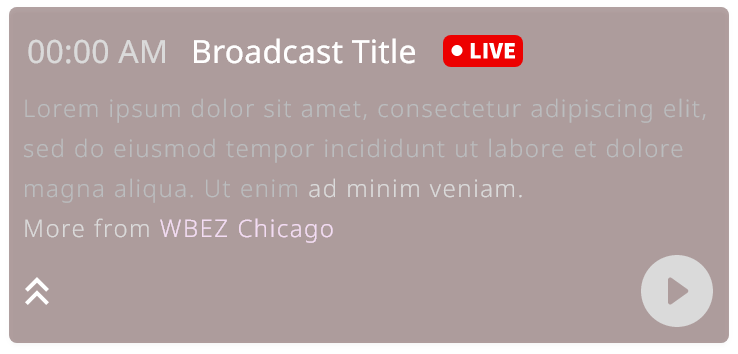 00:00 AM Broadcast Title LIVE
Lorem ipsum dolor sit amet, consectetur adipiscing elit,
sed do eiusmod tempor incididunt ut labore et dolore
magna aliqua. Ut enim ad minim veniam.
More from WBEZ Chicago